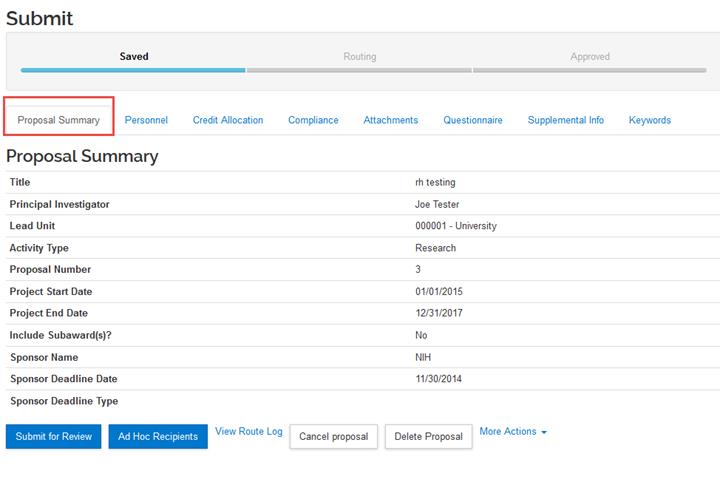 Submit
Saved Routing Approved
Proposal Summary Personnel Credit Allocation Compliance Attachments Questionnaire Supplemental Info Keywords
Proposal Summary
Title rh testing
Principal Investigator Joe Tester
Lead Unit 000001 - University
Activity Type Research
Proposal Number 3
Project Start Date 01/01/2015
Project End Date 12/31/2017
Include Subaward(s)? No
Sponsor Name NIH
Sponsor Deadline Date 11/30/2014
Sponsor Deadline Type
Submit for Review Ad Hoc Recipients View Route Log Cancel proposal Delete Proposal More Actions